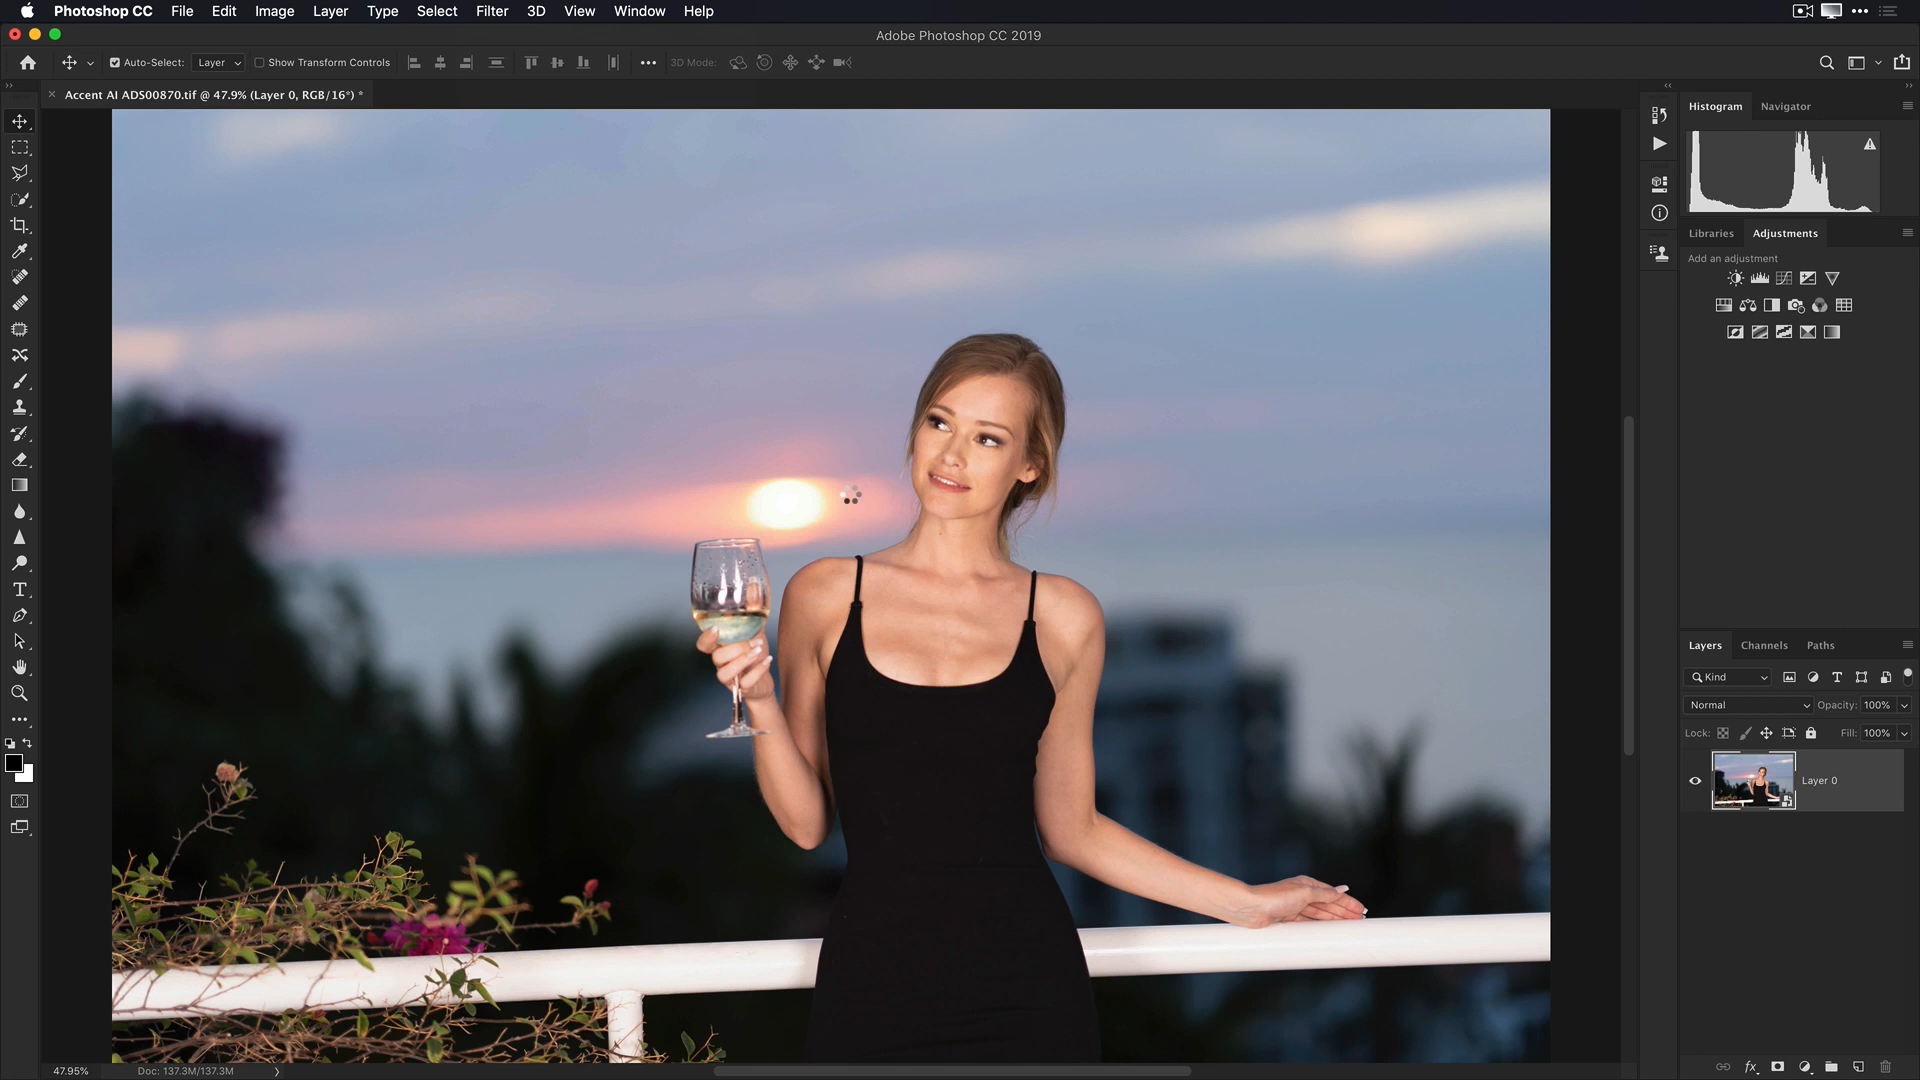 Photoshop CC File Edit Image Layer Type Select Filter 3D View Window Help
Adobe Photoshop CC 2019
Auto-Select: Layer Show Transform Controls 3D Mode:
Accent AI ADS00870.tif @ 47.9% (Layer 0, RGB/16*) *
Histogram Navigator
Libraries Adjustments
Add an adjustment
Layers Channels Paths
Kind
Normal Opacity: 100%
Lock: Fill: 100%
Layer 0
47.95% Doc: 137.3M/137.3M